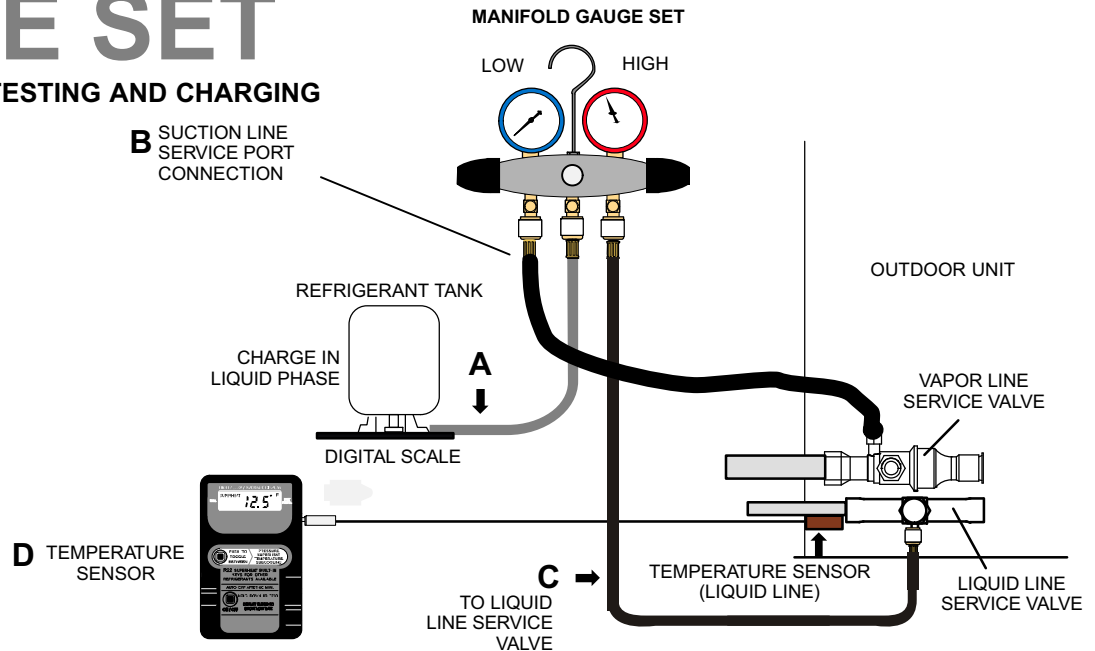 E SET
TESTING AND CHARGING
MANIFOLD GAUGE SET
LOW
HIGH
B SUCTION LINE
SERVICE PORT
CONNECTION
OUTDOOR UNIT
REFRIGERANT TANK
CHARGE IN
LIQUID PHASE
A
DIGITAL SCALE
VAPOR LINE
SERVICE VALVE
SUPERHEAT
12.5° F
D TEMPERATURE
SENSOR
C
TO LIQUID
LINE SERVICE
VALVE
TEMPERATURE SENSOR
(LIQUID LINE)
LIQUID LINE
SERVICE VALVE